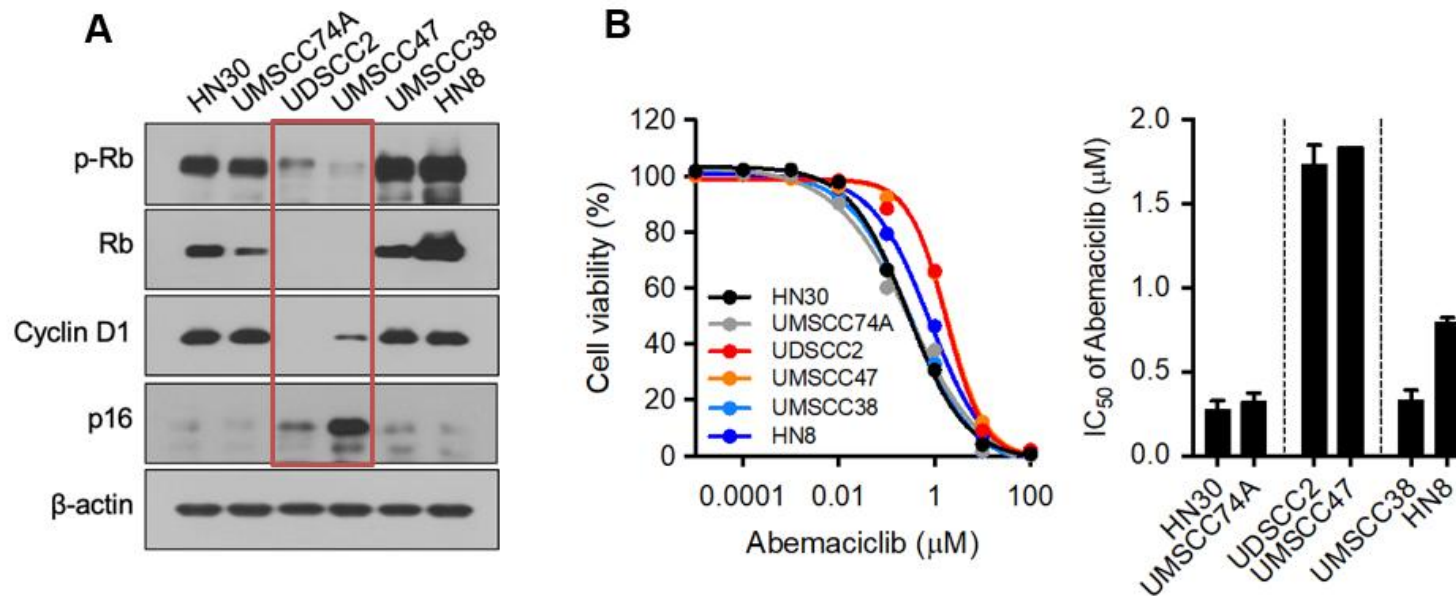 A
HN30
UMSCC74A
UDSCC2
UMSCC47
UMSCC38
HN8
p-Rb
Rb
Cyclin D1
p16
β-actin
B
Cell viability (%)
120
100
80
60
40
20
0
HN30
UMSCC74A
UDSCC2
UMSCC47
UMSCC38
HN8
0.0001 0.01 1 100
Abemaciclib (μM)
IC50 of Abemaciclib (μM)
2.0
1.5
1.0
0.5
0.0
HN30
UMSCC74A
UDSCC2
UMSCC47
UMSCC38
HN8